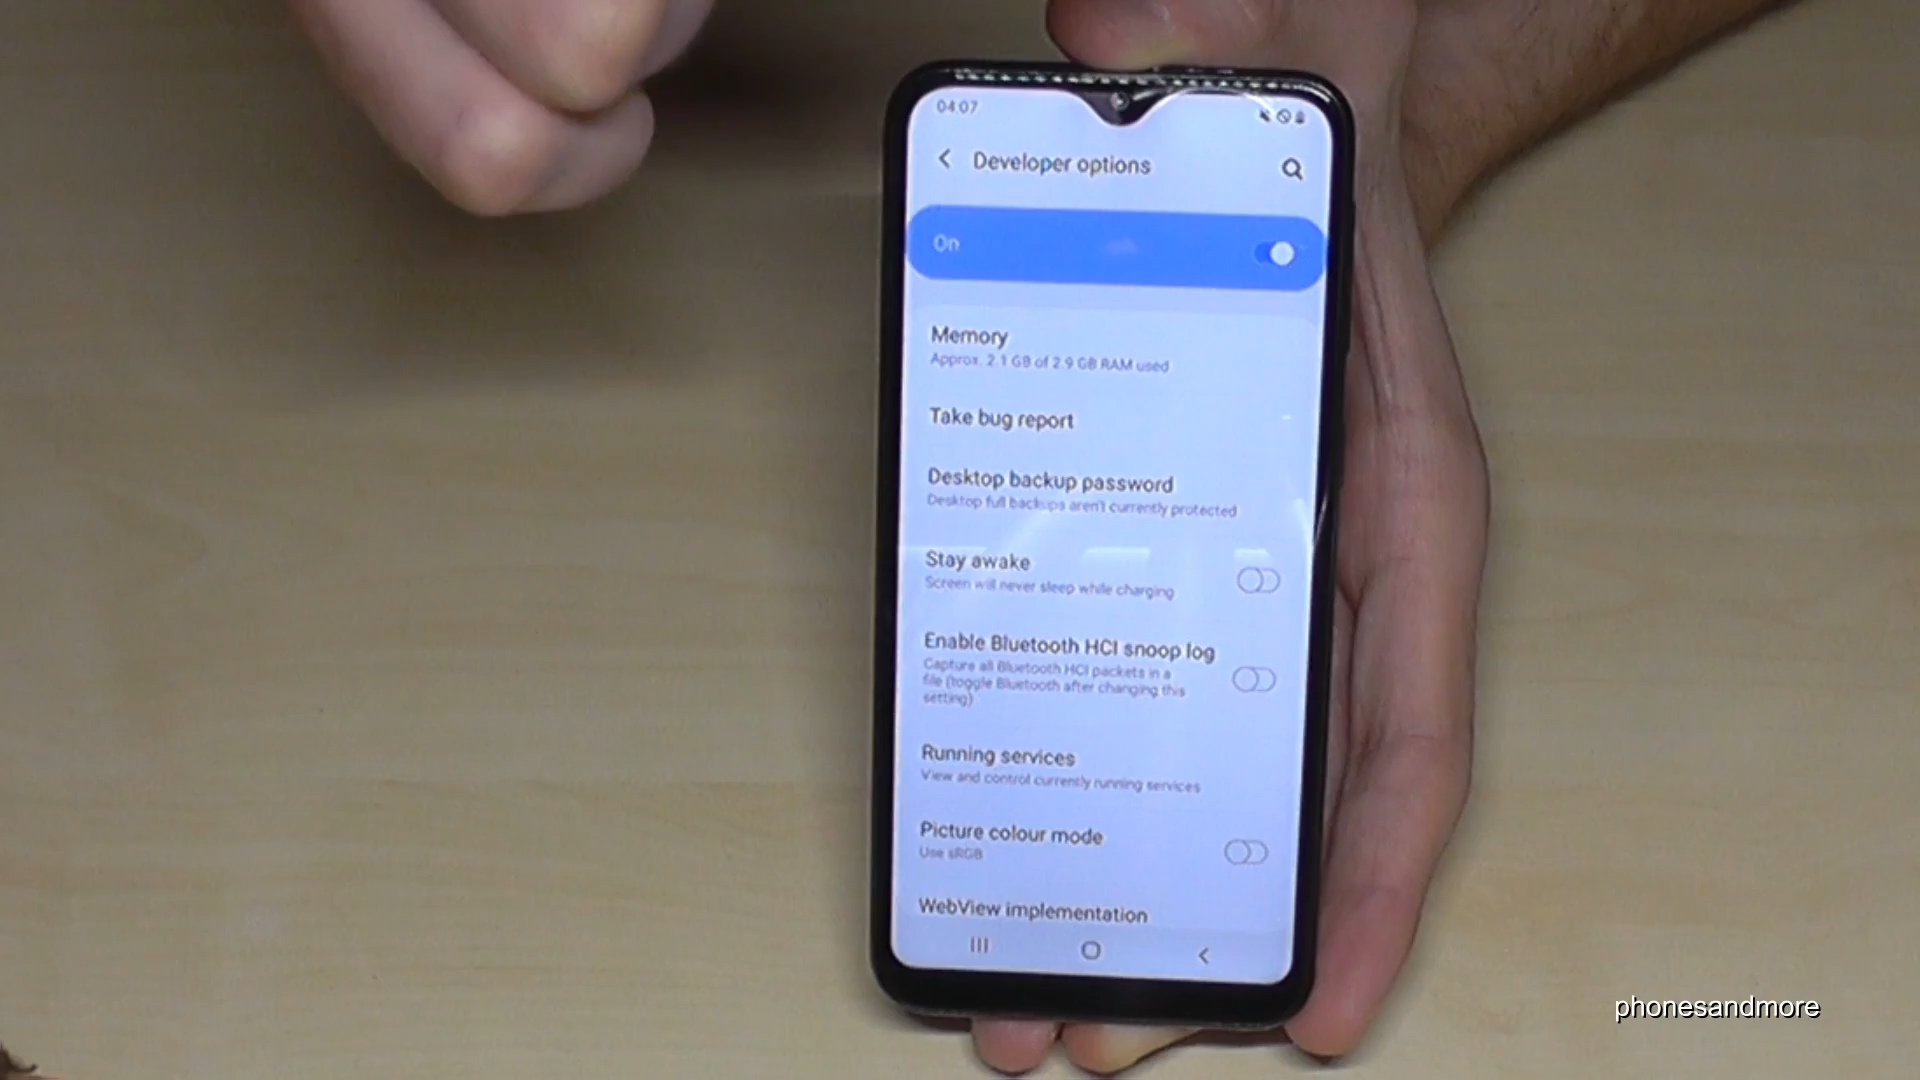 04:07
Developer options
On
Memory
Approx. 2.1 GB of 2.9 GB RAM used
Take bug report
Desktop backup password
Desktop full backups aren't currently protected
Stay awake
Screen will never sleep while charging
Enable Bluetooth HCI snoop log
Capture all Bluetooth HCI packets in a
file (toggle Bluetooth after changing this
setting)
Running services
View and control currently running services
Picture colour mode
Use sRGB
WebView implementation
phonesandmore